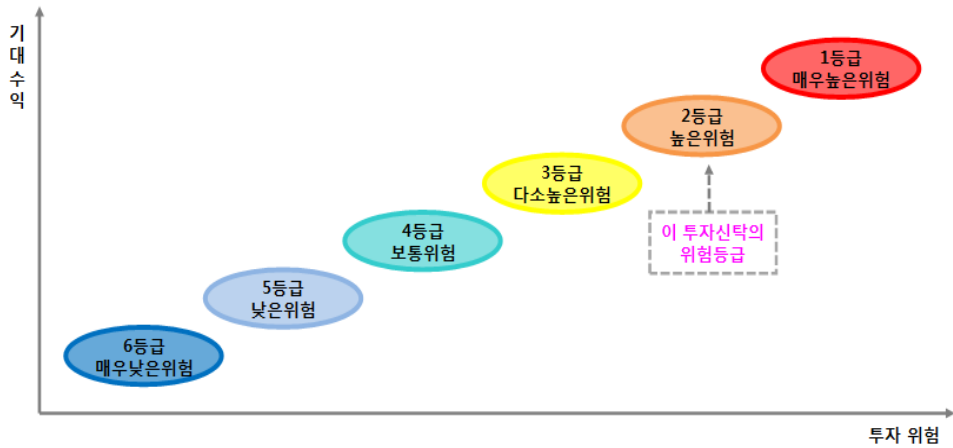 기
대
수
익
1등급
매우높은위험
2등급
높은위험
3등급
다소높은위험
이 투자신탁의
위험등급
4등급
보통위험
5등급
낮은위험
6등급
매우낮은위험
투자 위험